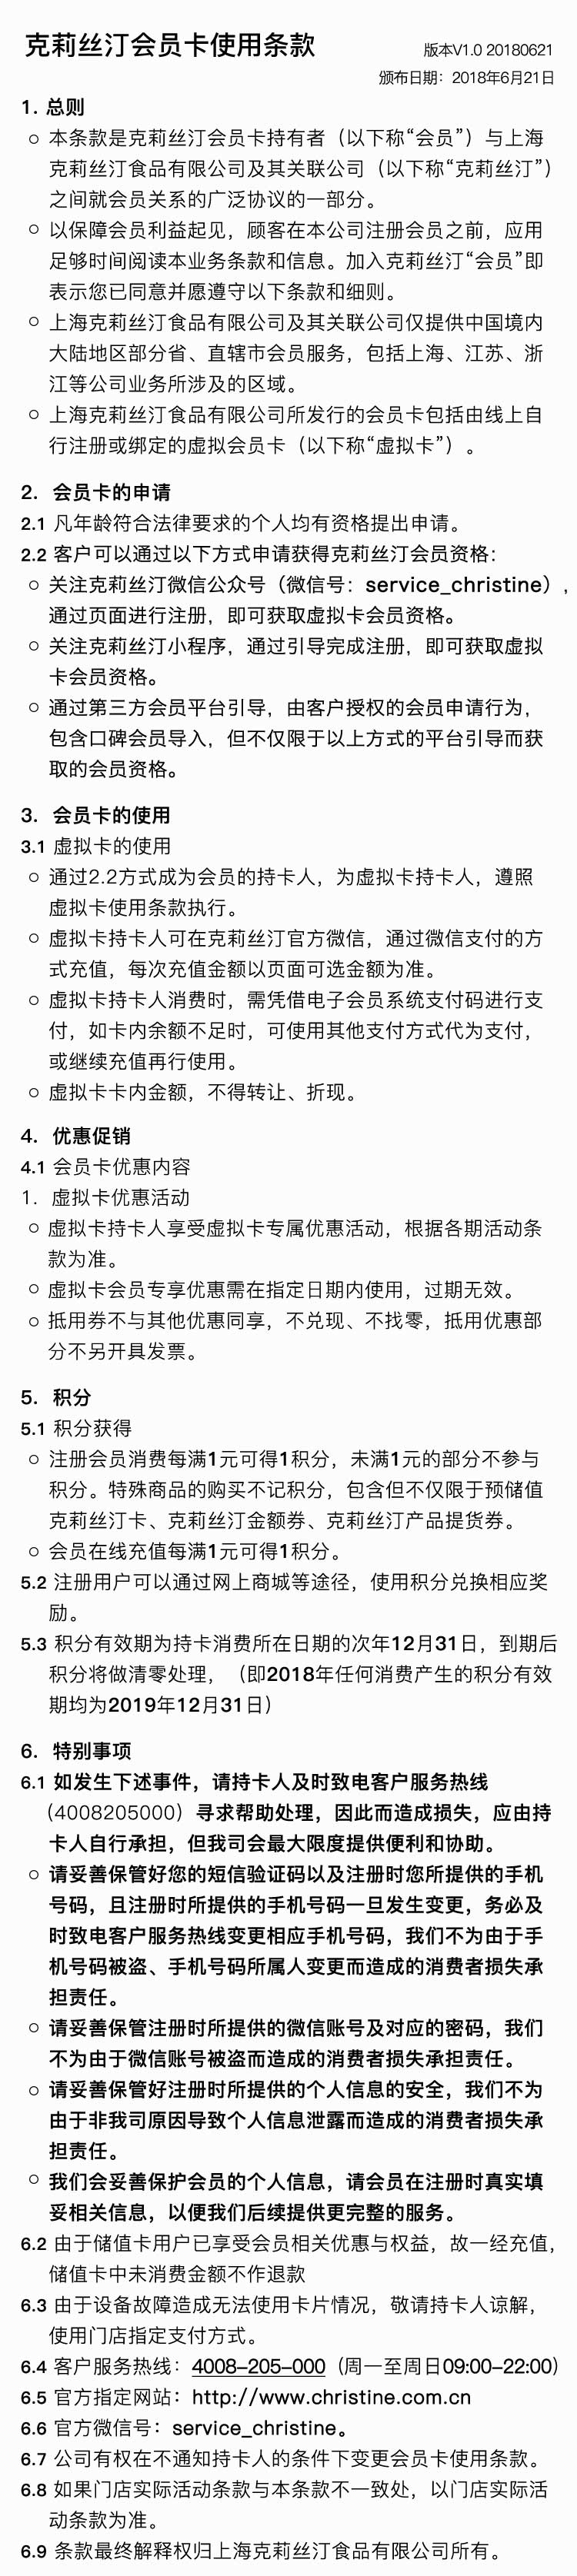 克莉丝汀会员卡使用条款
版本V1.0 20180621
颁布日期：2018年6月21日
1. 总则
○ 本条款是克莉丝汀会员卡持有者（以下称“会员”）与上海
克莉丝汀食品有限公司及其关联公司（以下称“克莉丝汀”）
之间就会员关系的广泛协议的一部分。
○ 以保障会员利益起见，顾客在本公司注册会员之前，应用
足够时间阅读本业务条款和信息。加入克莉丝汀“会员”即
表示您已同意并愿遵守以下条款和细则。
○ 上海克莉丝汀食品有限公司及其关联公司仅提供中国境内
大陆地区部分省、直辖市会员服务，包括上海、江苏、浙
江等公司业务所涉及的区域。
○ 上海克莉丝汀食品有限公司所发行的会员卡包括由线上自
行注册或绑定的虚拟会员卡（以下称“虚拟卡”）。
2. 会员卡的申请
2.1 凡年龄符合法律要求的个人均有资格提出申请。
2.2 客户可以通过以下方式申请获得克莉丝汀会员资格：
○ 关注克莉丝汀微信公众号（微信号：service_christine），
通过页面进行注册，即可获取虚拟卡会员资格。
○ 关注克莉丝汀小程序，通过引导完成注册，即可获取虚拟
卡会员资格。
○ 通过第三方会员平台引导，由客户授权的会员申请行为，
包含口碑会员导入，但不仅限于以上方式的平台引导而获
取的会员资格。
3. 会员卡的使用
3.1 虚拟卡的使用
○ 通过2.2方式成为会员的持卡人，为虚拟卡持卡人，遵照
虚拟卡使用条款执行。
○ 虚拟卡持卡人可在克莉丝汀官方微信，通过微信支付的方
式充值，每次充值金额以页面可选金额为准。
○ 虚拟卡持卡人消费时，需凭借电子会员系统支付码进行支
付，如卡内余额不足时，可使用其他支付方式代为支付，
或继续充值再行使用。
○ 虚拟卡卡内金额，不得转让、折现。
4. 优惠促销
4.1 会员卡优惠内容
1. 虚拟卡优惠活动
○ 虚拟卡持卡人享受虚拟卡专属优惠活动，根据各期活动条
款为准。
○ 虚拟卡会员专享优惠需在指定日期内使用，过期无效。
○ 抵用券不与其他优惠同享，不兑现、不找零，抵用优惠部
分不另开具发票。
5. 积分
5.1 积分获得
○ 注册会员消费每满1元可得1积分，未满1元的部分不参与
积分。特殊商品的购买不记积分，包含但不仅限于预储值
克莉丝汀卡、克莉丝汀金额券、克莉丝汀产品提货券。
○ 会员在线充值每满1元可得1积分。
5.2 注册用户可以通过网上商城等途径，使用积分兑换相应奖
励。
5.3 积分有效期为持卡消费所在日期的次年12月31日，到期后
积分将做清零处理，（即2018年任何消费产生的积分有效
期均为2019年12月31日）
6. 特别事项
6.1 如发生下述事件，请持卡人及时致电客户服务热线
（4008205000）寻求帮助处理，因此而造成损失，应由持
卡人自行承担，但我司会最大限度提供便利和协助。
○ 请妥善保管好您的短信验证码以及注册时您所提供的手机
号码，且注册时所提供的手机号码一旦发生变更，务必及
时致电客户服务热线变更相应手机号码，我们不为由于手
机号码被盗、手机号码所属人变更而造成的消费者损失承
担责任。
○ 请妥善保管注册时所提供的微信账号及对应的密码，我们
不为由于微信账号被盗而造成的消费者损失承担责任。
○ 请妥善保管好注册时所提供的个人信息的安全，我们不为
由于非我司原因导致个人信息泄露而造成的消费者损失承
担责任。
○ 我们会妥善保护会员的个人信息，请会员在注册时真实填
妥相关信息，以便我们后续提供更完整的服务。
6.2 由于储值卡用户已享受会员相关优惠与权益，故一经充值，
储值卡中未消费金额不作退款
6.3 由于设备故障造成无法使用卡片情况，敬请持卡人谅解，
使用门店指定支付方式。
6.4 客户服务热线：4008-205-000（周一至周日09:00-22:00）
6.5 官方指定网站：http://www.christine.com.cn
6.6 官方微信号：service_christine。
6.7 公司有权在不通知持卡人的条件下变更会员卡使用条款。
6.8 如果门店实际活动条款与本条款不一致处，以门店实际活
动条款为准。
6.9 条款最终解释权归上海克莉丝汀食品有限公司所有。